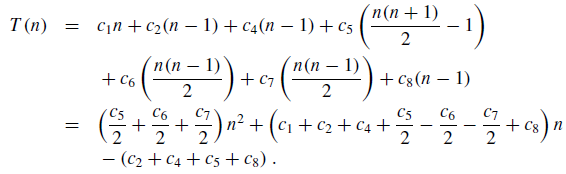 T(n) = c₁n + c₂(n − 1) + c₄(n − 1) + c₅ (n(n + 1)/2 − 1)
+ c₆ (n(n − 1)/2) + c₇ (n(n − 1)/2) + c₈(n − 1)
= (c₅/2 + c₆/2 + c₇/2) n² + (c₁ + c₂ + c₄ + c₅/2 − c₆/2 − c₇/2 + c₈) n
− (c₂ + c₄ + c₅ + c₈) .